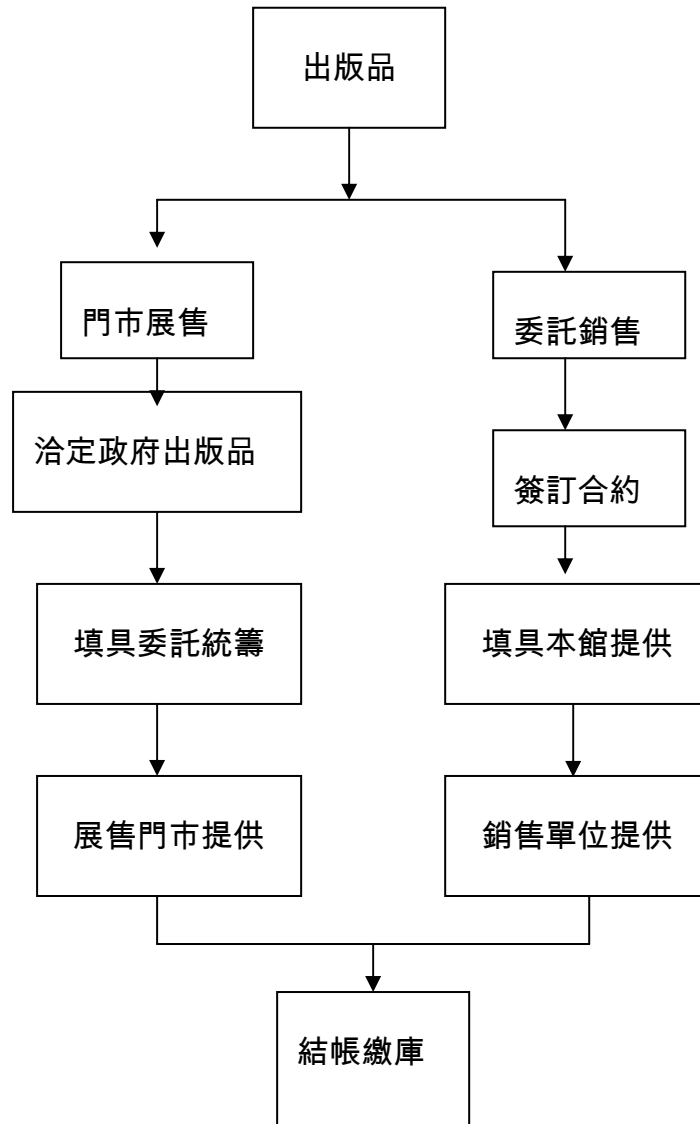 出版品
門市展售
委託銷售
洽定政府出版品
簽訂合約
填具委託統籌
填具本館提供
展售門市提供
銷售單位提供
結帳繳庫